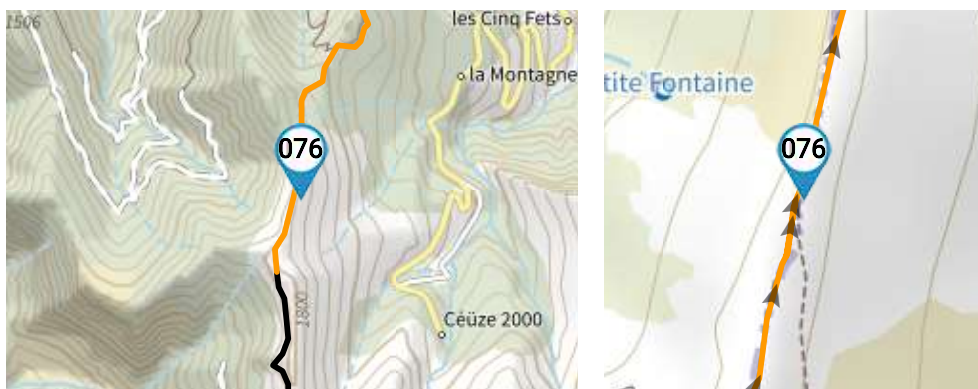 1506
les Cinq Fets
la Montagne
076
1800
Céüze 2000
tite Fontaine
076